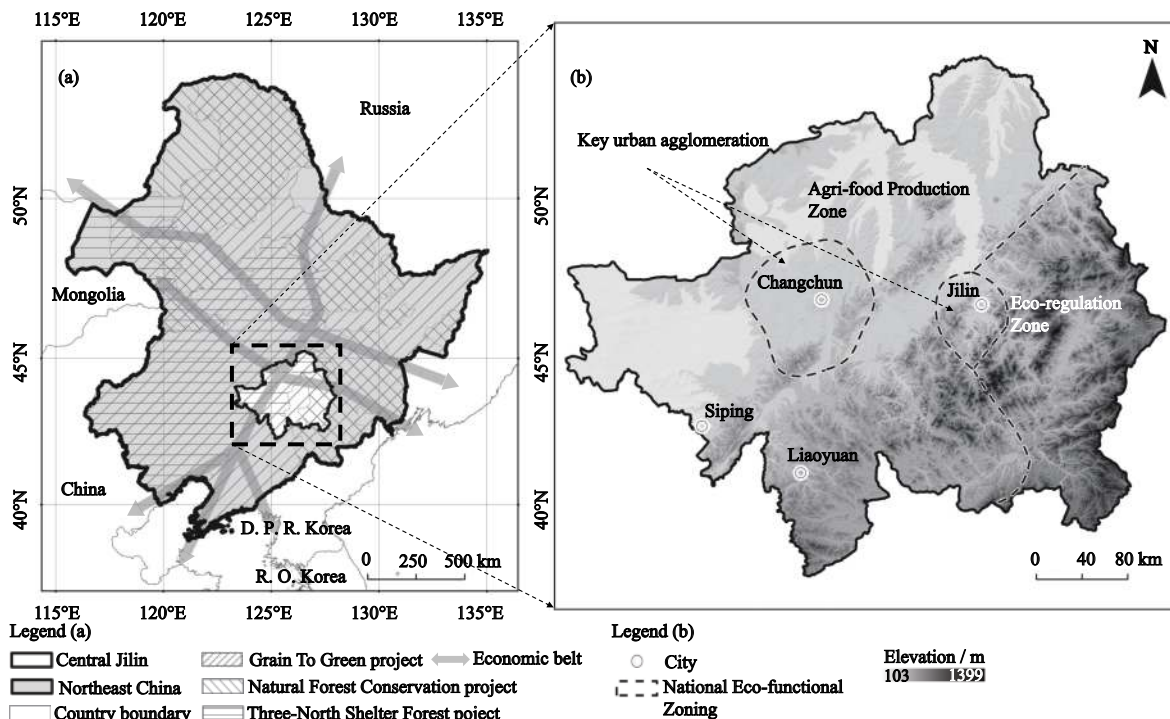 115°E 120°E 125°E 130°E 135°E
(a)
Russia
50°N
Mongolia
45°N
China
40°N
D. P. R. Korea
R. O. Korea
0 250 500 km
115°E 120°E 125°E 130°E 135°E
50°N
45°N
40°N
(b)
N
Key urban agglomeration
Agri-food Production
Zone
Changchun
Jilin
Eco-regulation
Zone
Siping
Liaoyuan
0 40 80 km
Legend (a)
Central Jilin
Grain To Green project
Economic belt
Northeast China
Natural Forest Conservation project
Country boundary
Three-North Shelter Forest poject
Legend (b)
City
National Eco-functional
Zoning
Elevation / m
103 1399